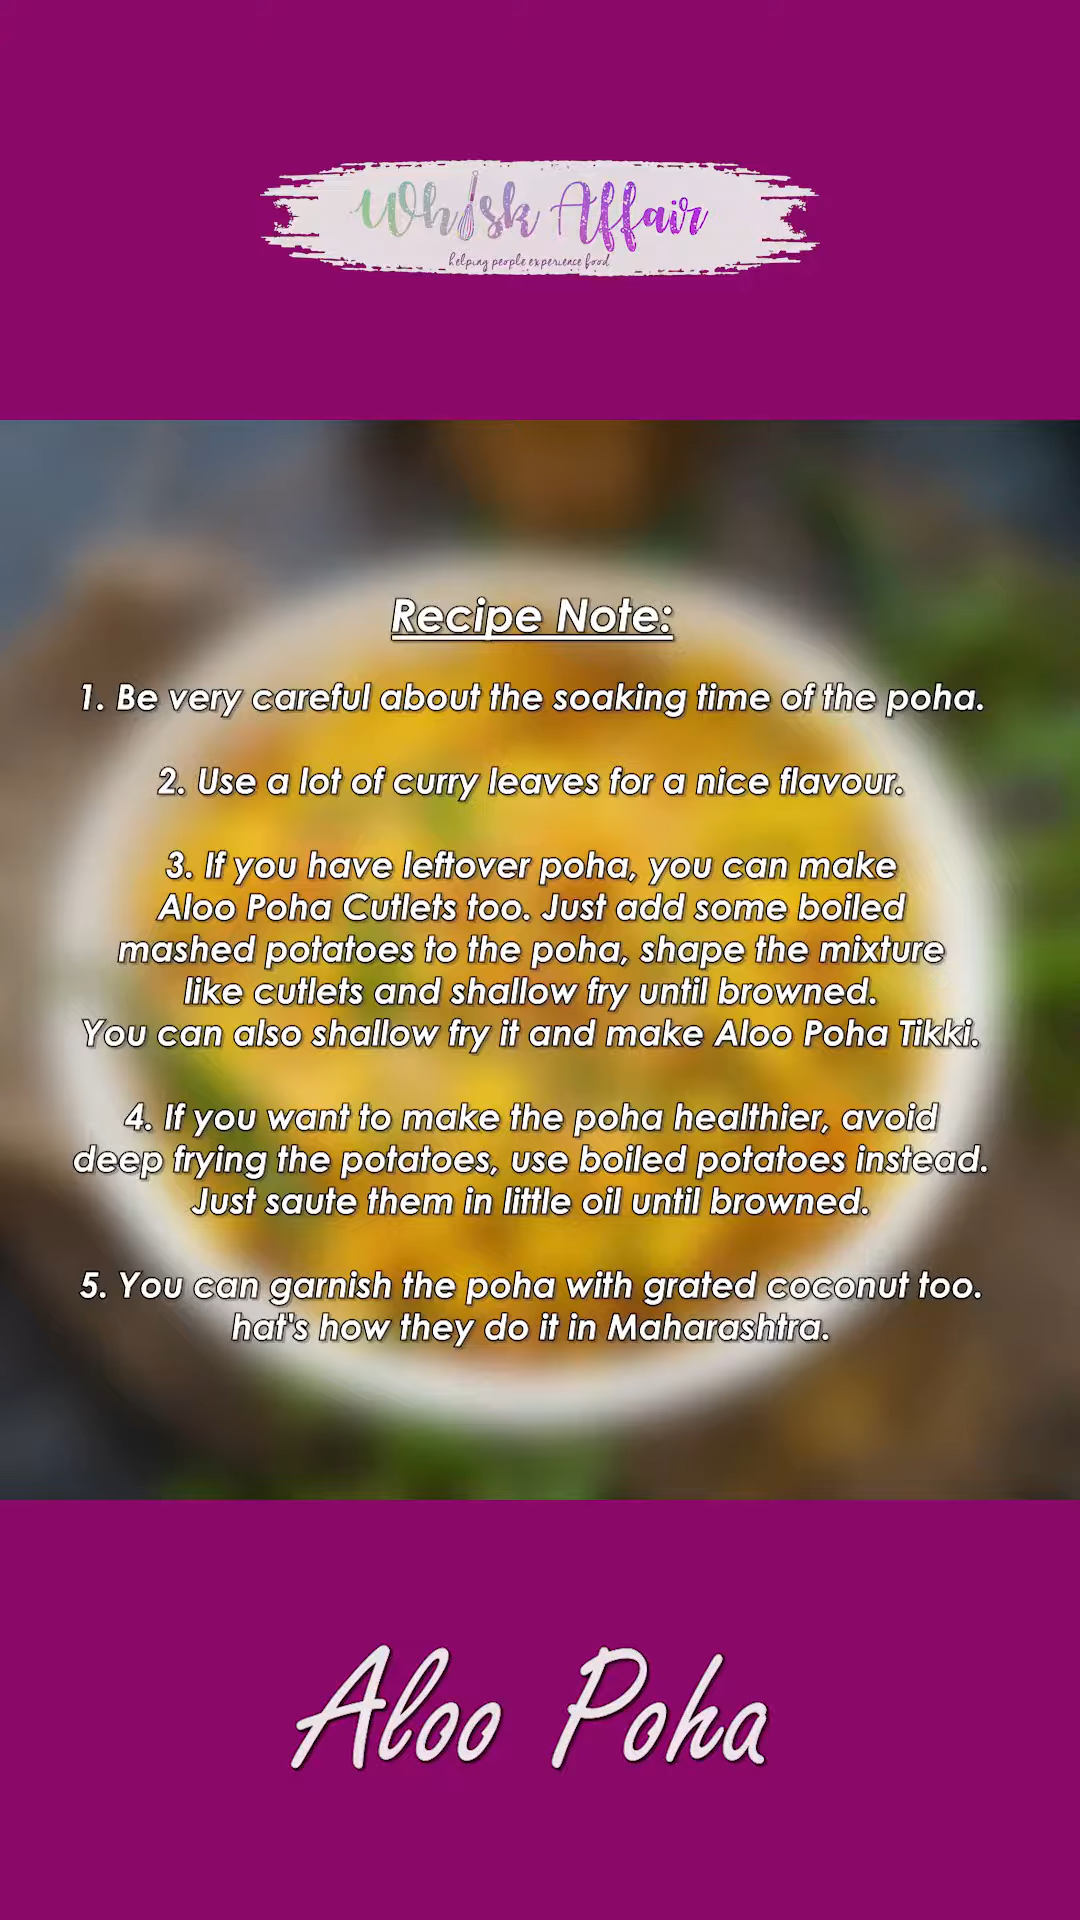 Whisk Affair
helping people experience food
Recipe Note:
1. Be very careful about the soaking time of the poha.
2. Use a lot of curry leaves for a nice flavour.
3. If you have leftover poha, you can make
Aloo Poha Cutlets too. Just add some boiled
mashed potatoes to the poha, shape the mixture
like cutlets and shallow fry until browned.
You can also shallow fry it and make Aloo Poha Tikki.
4. If you want to make the poha healthier, avoid
deep frying the potatoes, use boiled potatoes instead.
Just saute them in little oil until browned.
5. You can garnish the poha with grated coconut too.
hat's how they do it in Maharashtra.
Aloo Poha